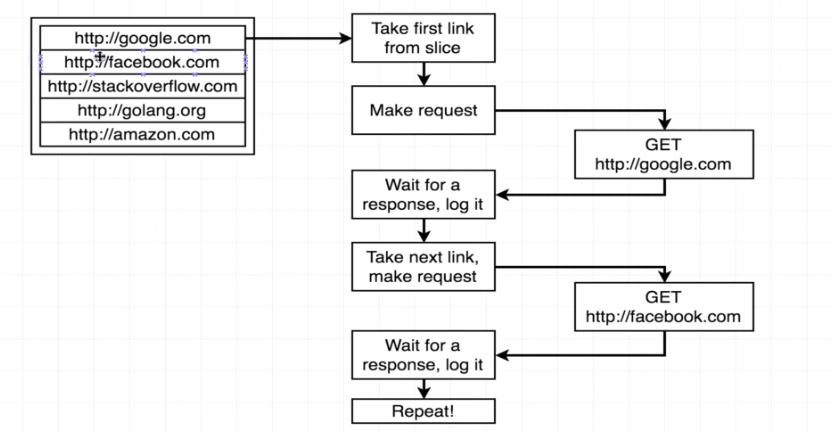 http://google.com
http://facebook.com
http://stackoverflow.com
http://golang.org
http://amazon.com
Take first link
from slice
Make request
GET
http://google.com
Wait for a
response, log it
Take next link,
make request
GET
http://facebook.com
Wait for a
response, log it
Repeat!